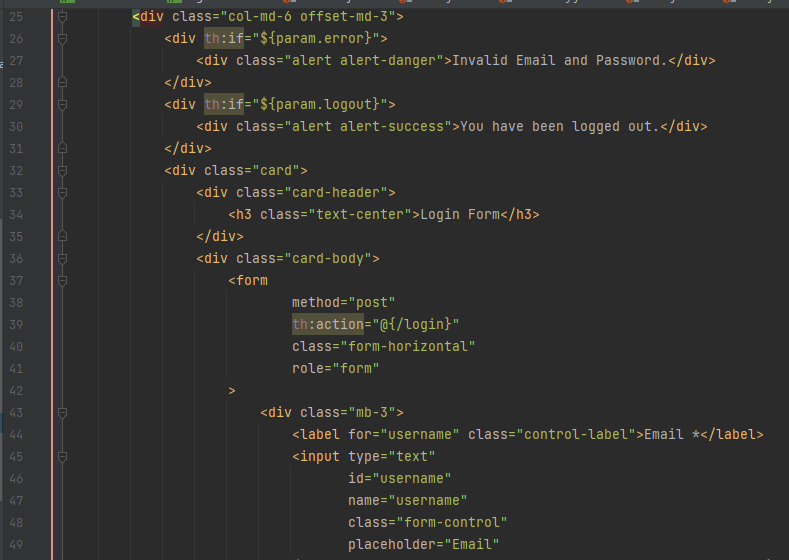 25 <div class="col-md-6 offset-md-3">
26 <div th:if="${param.error}">
27 <div class="alert alert-danger">Invalid Email and Password.</div>
28 </div>
29 <div th:if="${param.logout}">
30 <div class="alert alert-success">You have been logged out.</div>
31 </div>
32 <div class="card">
33 <div class="card-header">
34 <h3 class="text-center">Login Form</h3>
35 </div>
36 <div class="card-body">
37 <form
38 method="post"
39 th:action="@{/login}"
40 class="form-horizontal"
41 role="form"
42 >
43 <div class="mb-3">
44 <label for="username" class="control-label">Email *</label>
45 <input type="text"
46 id="username"
47 name="username"
48 class="form-control"
49 placeholder="Email"